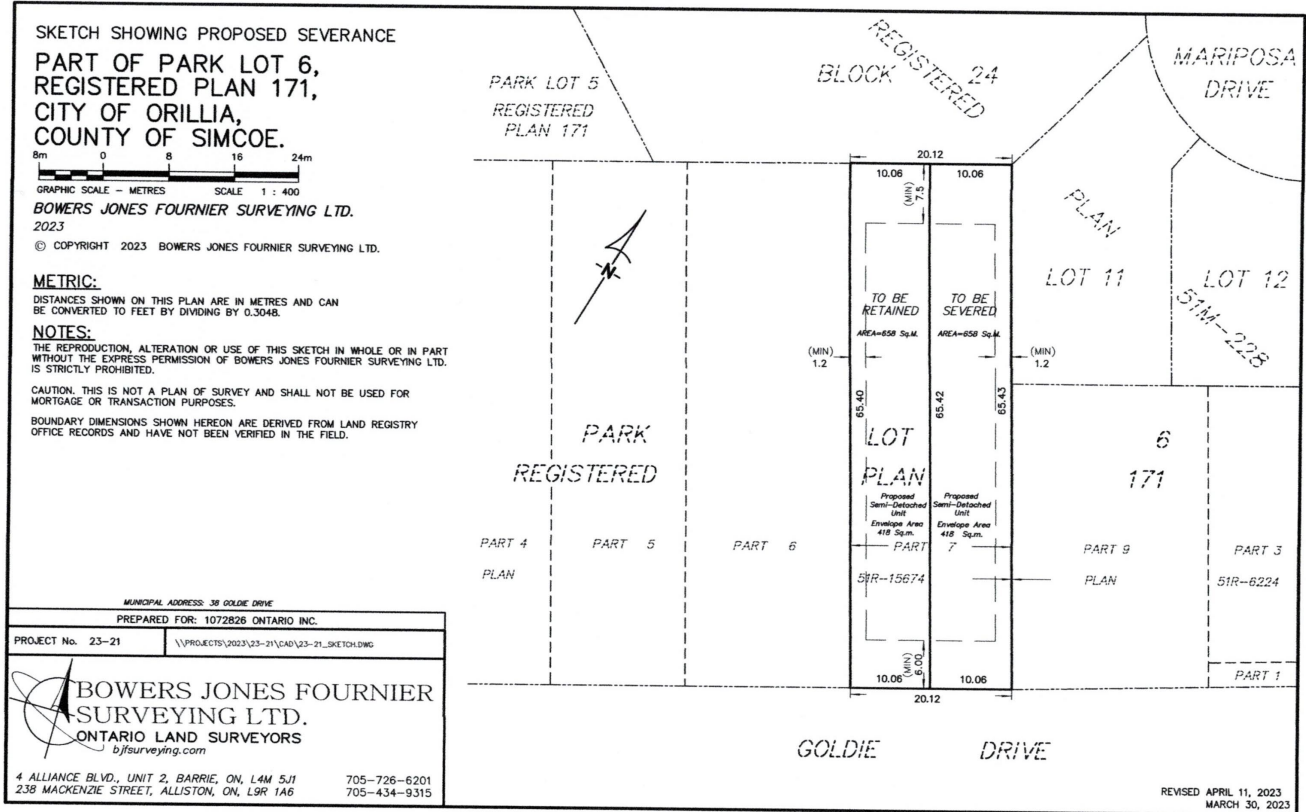 SKETCH SHOWING PROPOSED SEVERANCE
PART OF PARK LOT 6,
REGISTERED PLAN 171,
CITY OF ORILLIA,
COUNTY OF SIMCOE.
8m 0 8 16 24m
GRAPHIC SCALE - METRES SCALE 1 : 400
BOWERS JONES FOURNIER SURVEYING LTD.
2023
© COPYRIGHT 2023 BOWERS JONES FOURNIER SURVEYING LTD.
METRIC:
DISTANCES SHOWN ON THIS PLAN ARE IN METRES AND CAN
BE CONVERTED TO FEET BY DIVIDING BY 0.3048.
NOTES:
THE REPRODUCTION, ALTERATION OR USE OF THIS SKETCH IN WHOLE OR IN PART
WITHOUT THE EXPRESS PERMISSION OF BOWERS JONES FOURNIER SURVEYING LTD.
IS STRICTLY PROHIBITED.
CAUTION. THIS IS NOT A PLAN OF SURVEY AND SHALL NOT BE USED FOR
MORTGAGE OR TRANSACTION PURPOSES.
BOUNDARY DIMENSIONS SHOWN HEREON ARE DERIVED FROM LAND REGISTRY
OFFICE RECORDS AND HAVE NOT BEEN VERIFIED IN THE FIELD.
MUNICIPAL ADDRESS: 38 GOLDIE DRIVE
PREPARED FOR: 1072826 ONTARIO INC.
PROJECT No. 23-21 \\PROJECTS\2023\23-21\CAD\23-21_SKETCH.DWG
BOWERS JONES FOURNIER
SURVEYING LTD.
ONTARIO LAND SURVEYORS
bjfsurveying.com
4 ALLIANCE BLVD., UNIT 2, BARRIE, ON, L4M 5J1 705-726-6201
238 MACKENZIE STREET, ALLISTON, ON, L9R 1A6 705-434-9315
PARK LOT 5
REGISTERED
PLAN 171
BLOCK 24
REGISTERED
MARIPOSA
DRIVE
PLAN
LOT 11
LOT 12
51M-228
N
20.12
10.06 10.06
(MIN)
7.5
TO BE
RETAINED
AREA=658 Sq.M.
TO BE
SEVERED
AREA=658 Sq.M.
(MIN)
1.2
(MIN)
1.2
65.40
65.42
65.43
PARK LOT 6
REGISTERED PLAN 171
Proposed
Semi-Detached
Unit
Envelope Area
418 Sq.m.
Proposed
Semi-Detached
Unit
Envelope Area
418 Sq.m.
PART 4 PART 5 PART 6 PART 7 PART 9 PART 3
PLAN 51R-15674 PLAN 51R-6224
PART 1
(MIN)
6.00
10.06 10.06
20.12
GOLDIE DRIVE
REVISED APRIL 11, 2023
MARCH 30, 2023